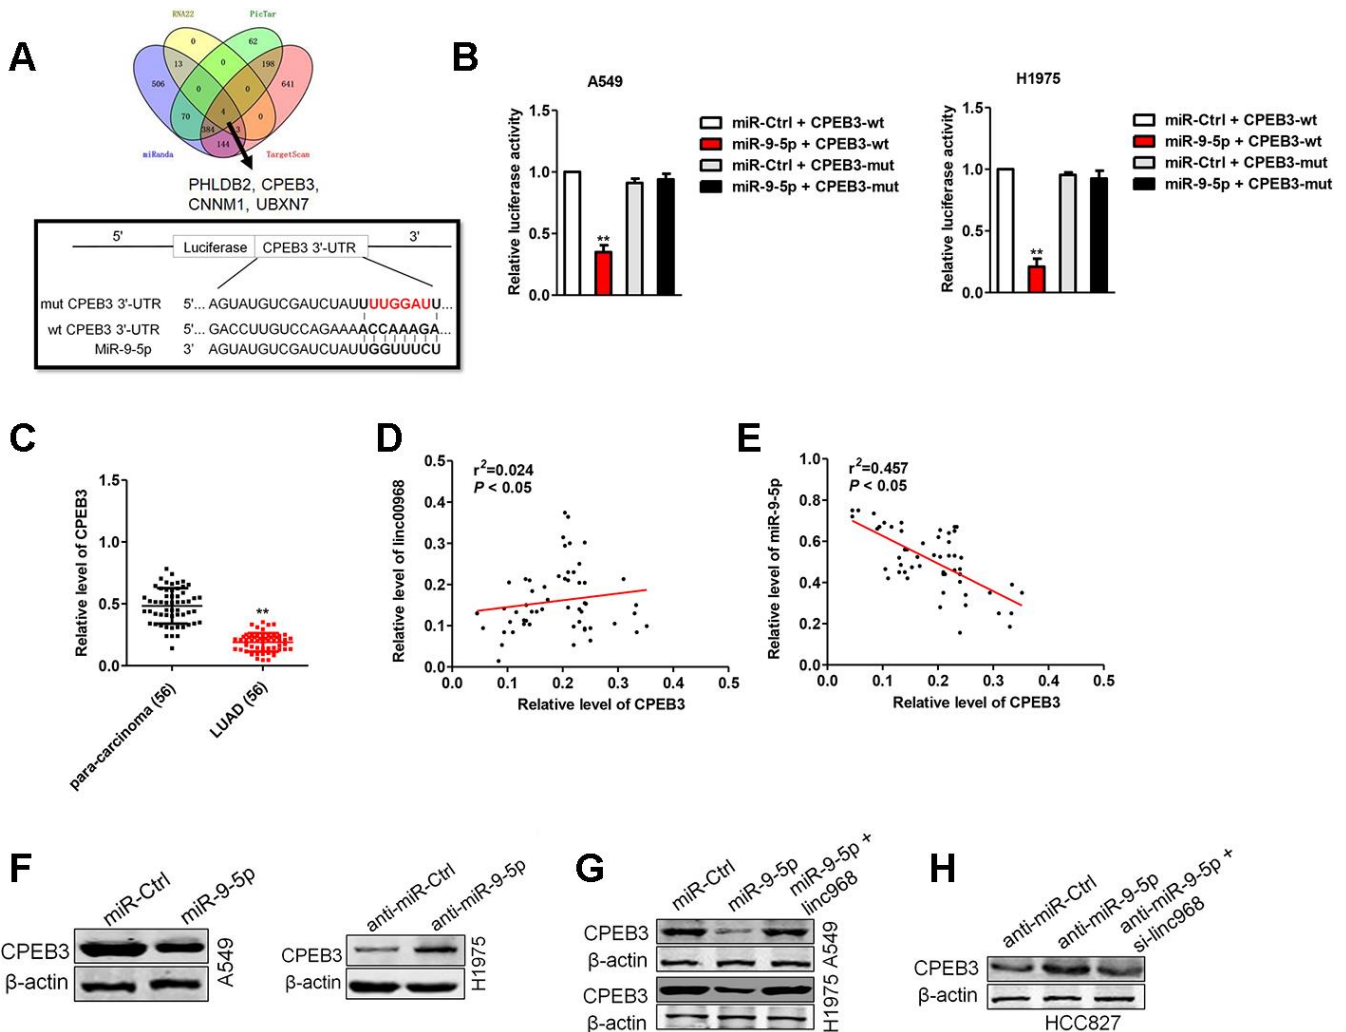 A
RNA22
PicTar
0
62
13
0
198
506
0
0
641
70
4
0
384
3
144
miRanda
TargetScan
PHLDB2, CPEB3,
CNNM1, UBXN7
5'
Luciferase
CPEB3 3'-UTR
3'
mut CPEB3 3'-UTR 5'... AGUAUGUCGAUCUAUUUUGGAUU...
wt CPEB3 3'-UTR 5'... GACCUUGUCCAGAAAACCAAAGA...
MiR-9-5p 3' AGUAUGUCGAUCUAUUGGUUUCU
B
A549
Relative luciferase activity
1.5
1.0
0.5
0.0
**
miR-Ctrl + CPEB3-wt
miR-9-5p + CPEB3-wt
miR-Ctrl + CPEB3-mut
miR-9-5p + CPEB3-mut
H1975
Relative luciferase activity
1.5
1.0
0.5
0.0
**
miR-Ctrl + CPEB3-wt
miR-9-5p + CPEB3-wt
miR-Ctrl + CPEB3-mut
miR-9-5p + CPEB3-mut
C
Relative level of CPEB3
1.5
1.0
0.5
0.0
**
para-carcinoma (56)
LUAD (56)
D
Relative level of linc00968
0.5
0.4
0.3
0.2
0.1
0.0
r2=0.024
P < 0.05
0.0 0.1 0.2 0.3 0.4 0.5
Relative level of CPEB3
E
Relative level of miR-9-5p
1.0
0.8
0.6
0.4
0.2
0.0
r2=0.457
P < 0.05
0.0 0.1 0.2 0.3 0.4 0.5
Relative level of CPEB3
F
miR-Ctrl
miR-9-5p
CPEB3
β-actin
A549
anti-miR-Ctrl
anti-miR-9-5p
CPEB3
β-actin
H1975
G
miR-Ctrl
miR-9-5p
miR-9-5p +
linc968
CPEB3
β-actin
A549
CPEB3
β-actin
H1975
H
anti-miR-Ctrl
anti-miR-9-5p
anti-miR-9-5p +
si-linc968
CPEB3
β-actin
HCC827